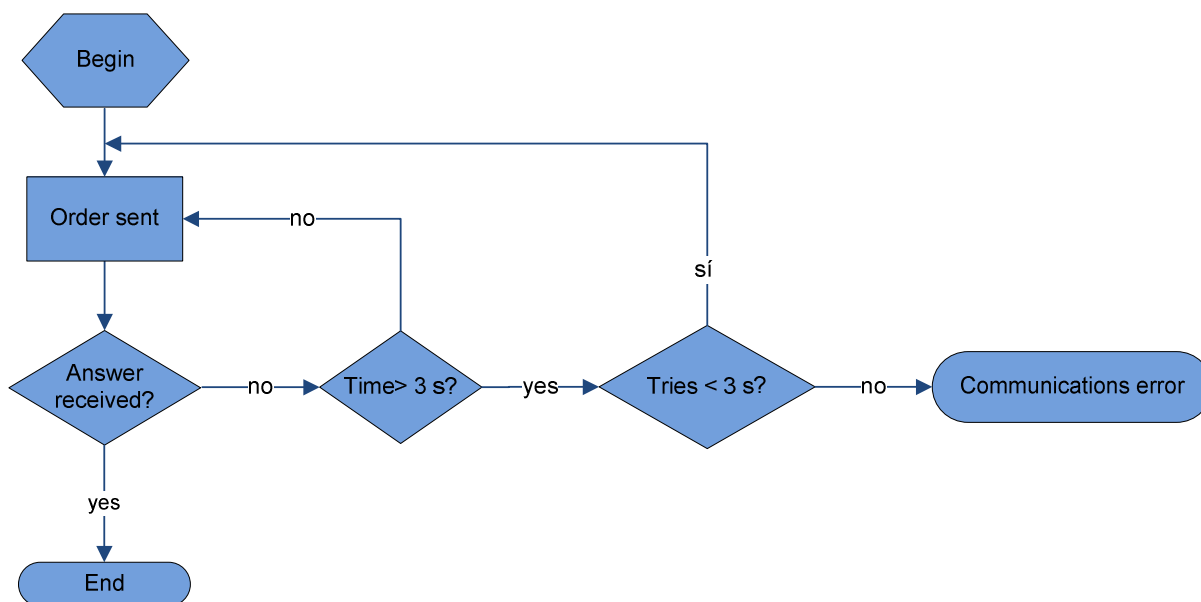 Begin
Order sent
no
sí
Answer
received?
no
Time> 3 s?
yes
Tries < 3 s?
no
Communications error
yes
End